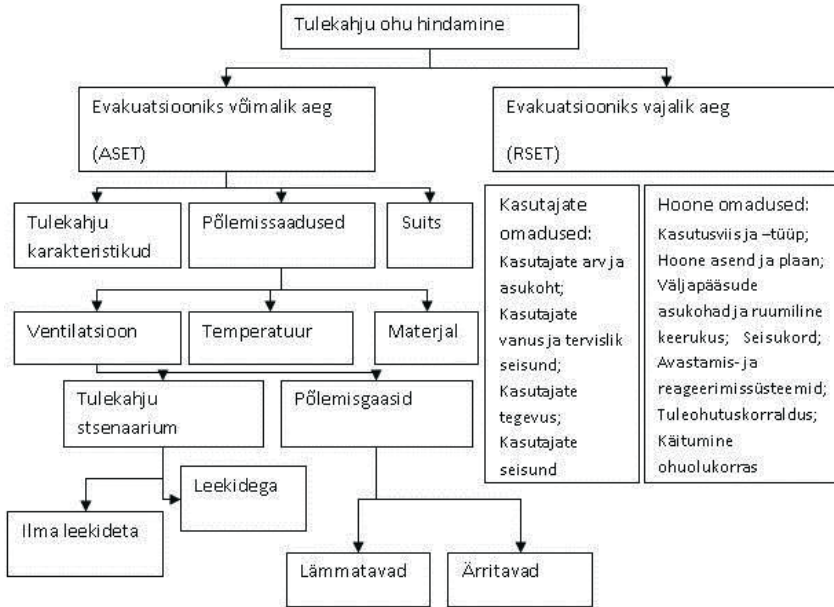 Tulekahju ohu hindamine
Evakuatsiooniks võimalik aeg
(ASET)
Evakuatsiooniks vajalik aeg
(RSET)
Tulekahju
karakteristikud
Põlemissaadused
Suits
Kasutajate
omadused:
Kasutajate arv ja
asukoht;
Kasutajate
vanus ja tervislik
seisund;
Kasutajate
tegevus;
Kasutajate
seisund
Hoone omadused:
Kasutusviis ja –tüüp;
Hoone asend ja plaan;
Väljapääsude
asukohad ja ruumiline
keerukus; Seisukord;
Avastamis- ja
reageerimissüsteemid;
Tuleohutuskorraldus;
Käitumine
ohuolukorras
Ventilatsioon
Temperatuur
Materjal
Tulekahju
stsenaarium
Põlemisgaasid
Leekidega
Ilma leekideta
Lämmatavad
Ärritavad